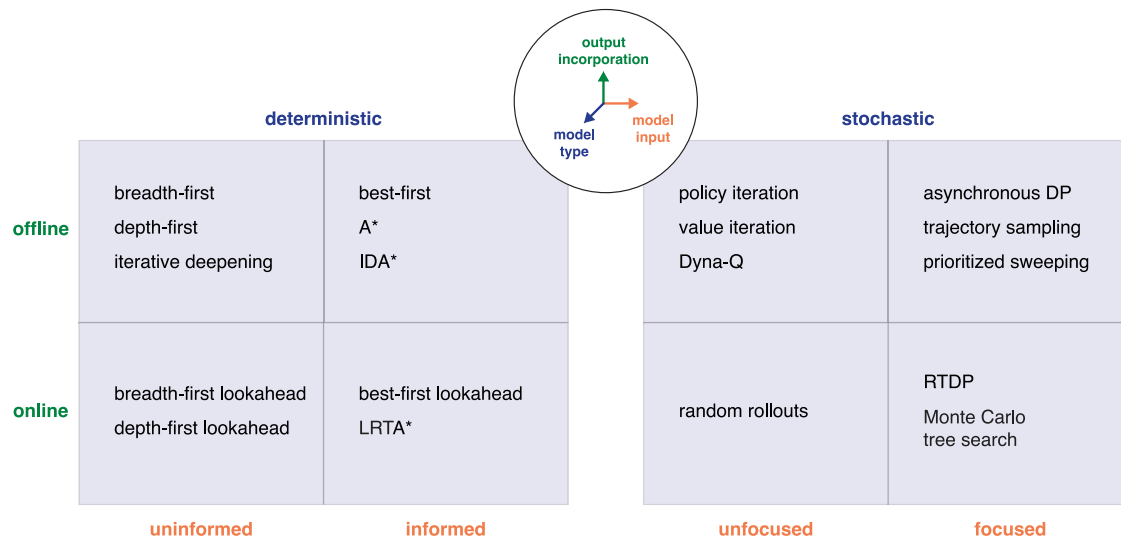 output
incorporation
model
input
model
type
deterministic
stochastic
offline
breadth-first
depth-first
iterative deepening
best-first
A*
IDA*
policy iteration
value iteration
Dyna-Q
asynchronous DP
trajectory sampling
prioritized sweeping
online
breadth-first lookahead
depth-first lookahead
best-first lookahead
LRTA*
random rollouts
RTDP
Monte Carlo
tree search
uninformed
informed
unfocused
focused